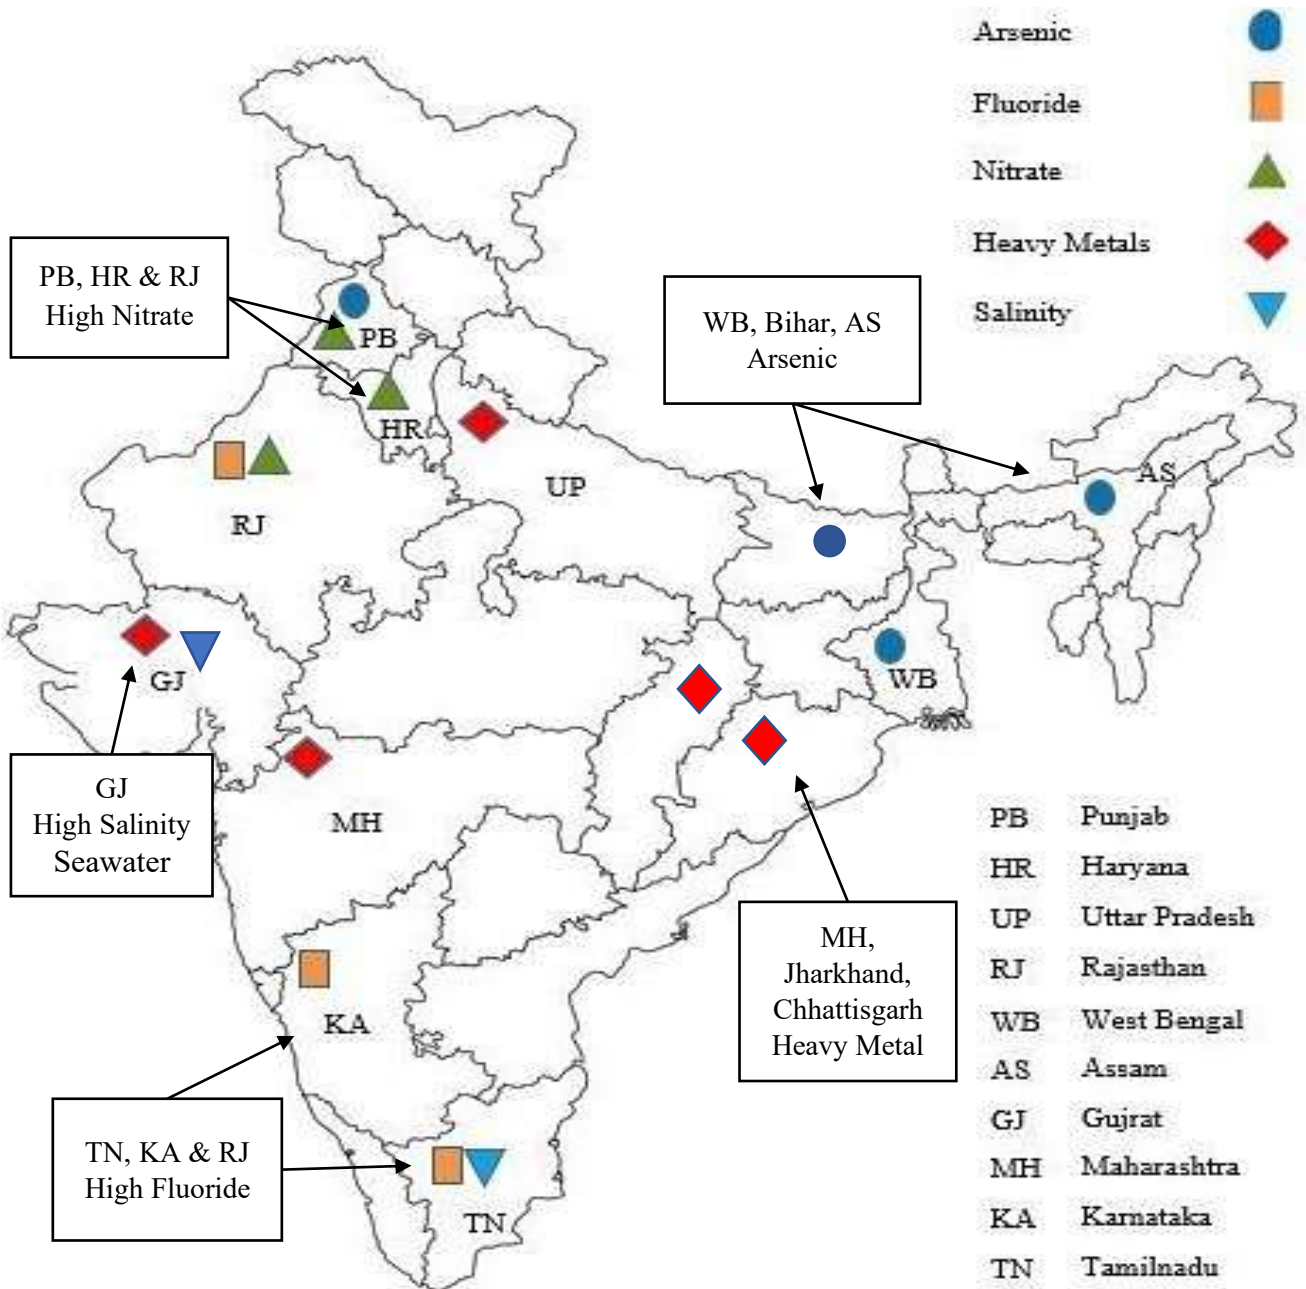 Arsenic
Fluoride
Nitrate
Heavy Metals
Salinity
PB, HR & RJ
High Nitrate
WB, Bihar, AS
Arsenic
PB
HR
UP
RJ
AS
GJ
WB
MH
KA
TN
GJ
High Salinity
Seawater
MH,
Jharkhand,
Chhattisgarh
Heavy Metal
TN, KA & RJ
High Fluoride
PB Punjab
HR Haryana
UP Uttar Pradesh
RJ Rajasthan
WB West Bengal
AS Assam
GJ Gujrat
MH Maharashtra
KA Karnataka
TN Tamilnadu